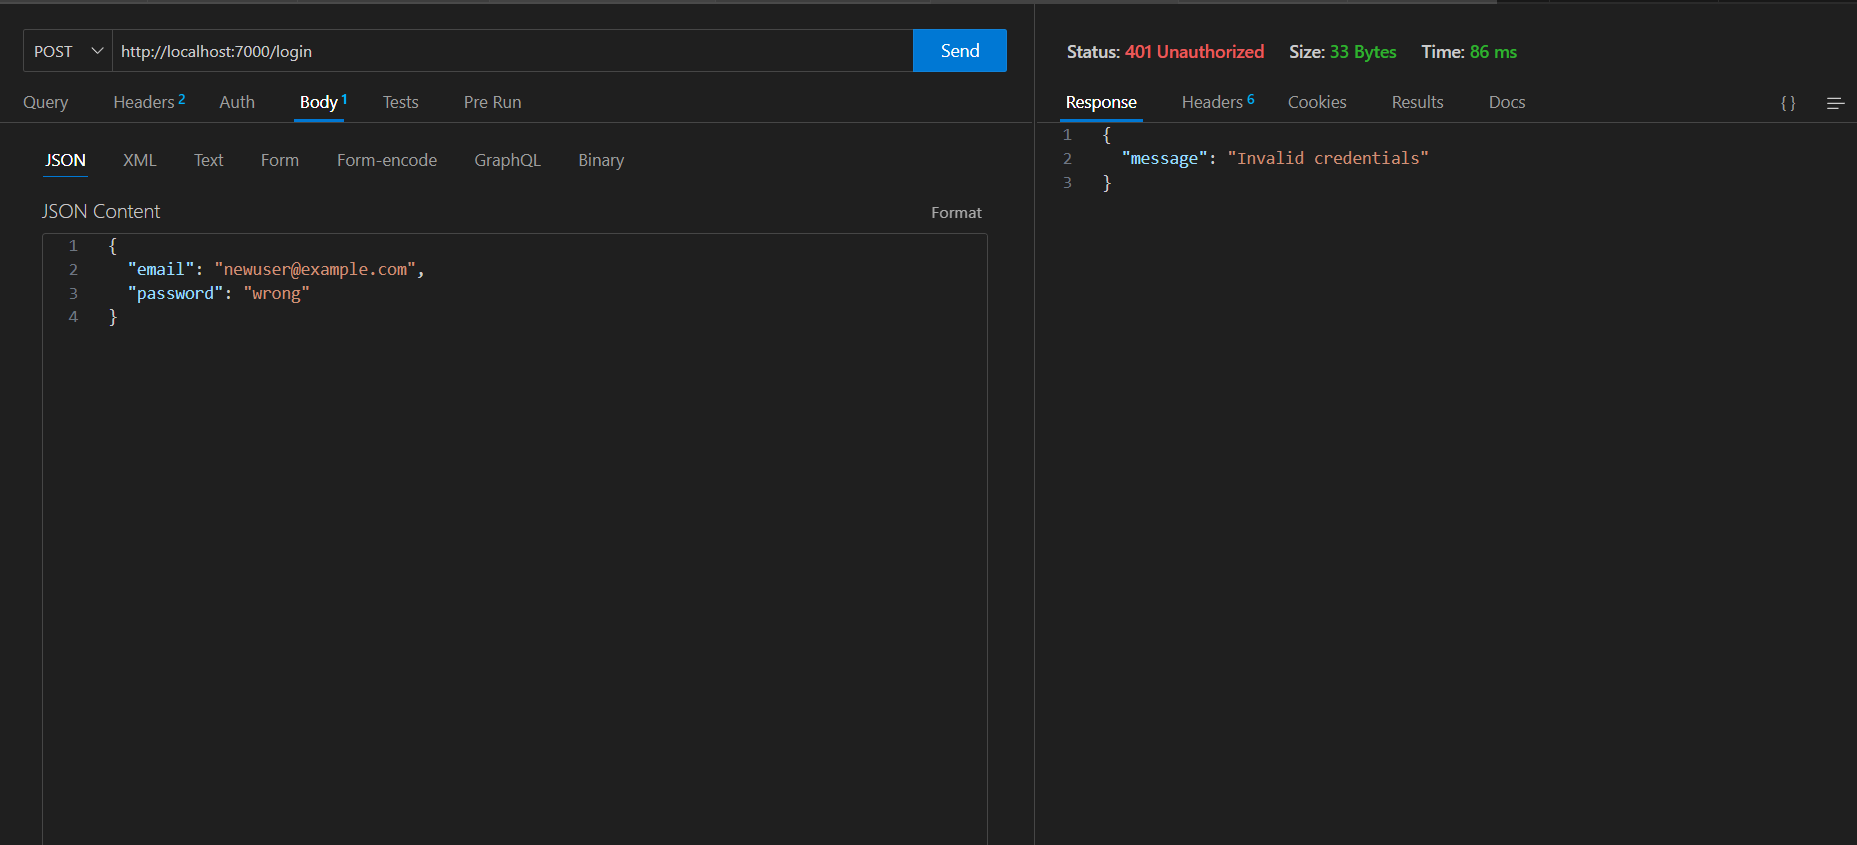 POST http://localhost:7000/login Send
Query Headers 2 Auth Body 1 Tests Pre Run
JSON XML Text Form Form-encode GraphQL Binary
JSON Content Format
1 {
2 "email": "newuser@example.com",
3 "password": "wrong"
4 }
Status: 401 Unauthorized Size: 33 Bytes Time: 86 ms
Response Headers 6 Cookies Results Docs { }
1 {
2 "message": "Invalid credentials"
3 }